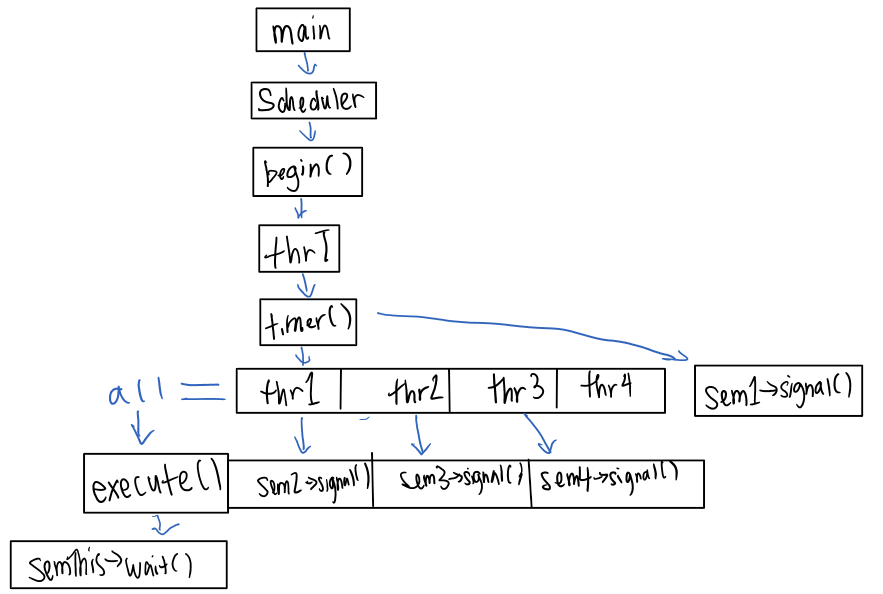 main
Scheduler
begin()
thrT
timer()
all = thr1 thr2 thr3 thr4
sem1→signal()
execute() sem2→signal() sem3→signal() sem4→signal()
semThis→wait()